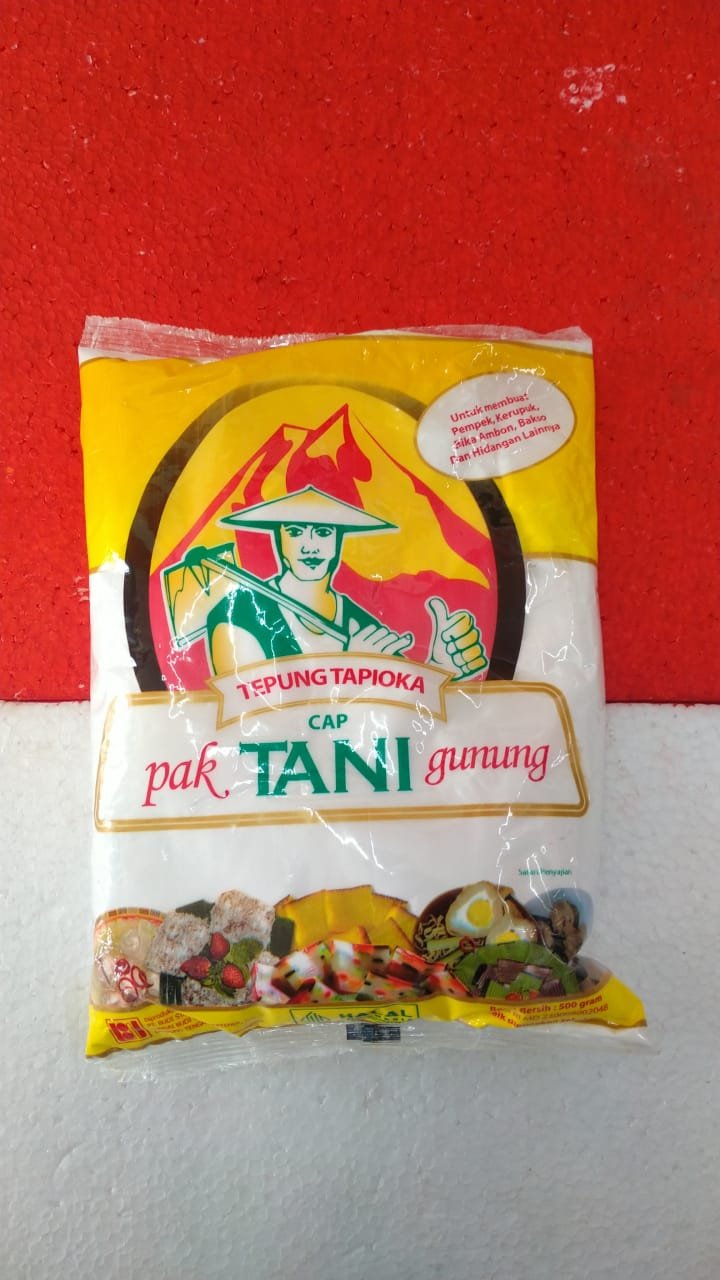 Untuk membuat
Pempek, Kerupuk,
Bika Ambon, Bakso
Dan Hidangan Lainnya
TEPUNG TAPIOKA
CAP
pak TANI gunung
Saran Penyajian
HALAL
Bersih : 500 gram